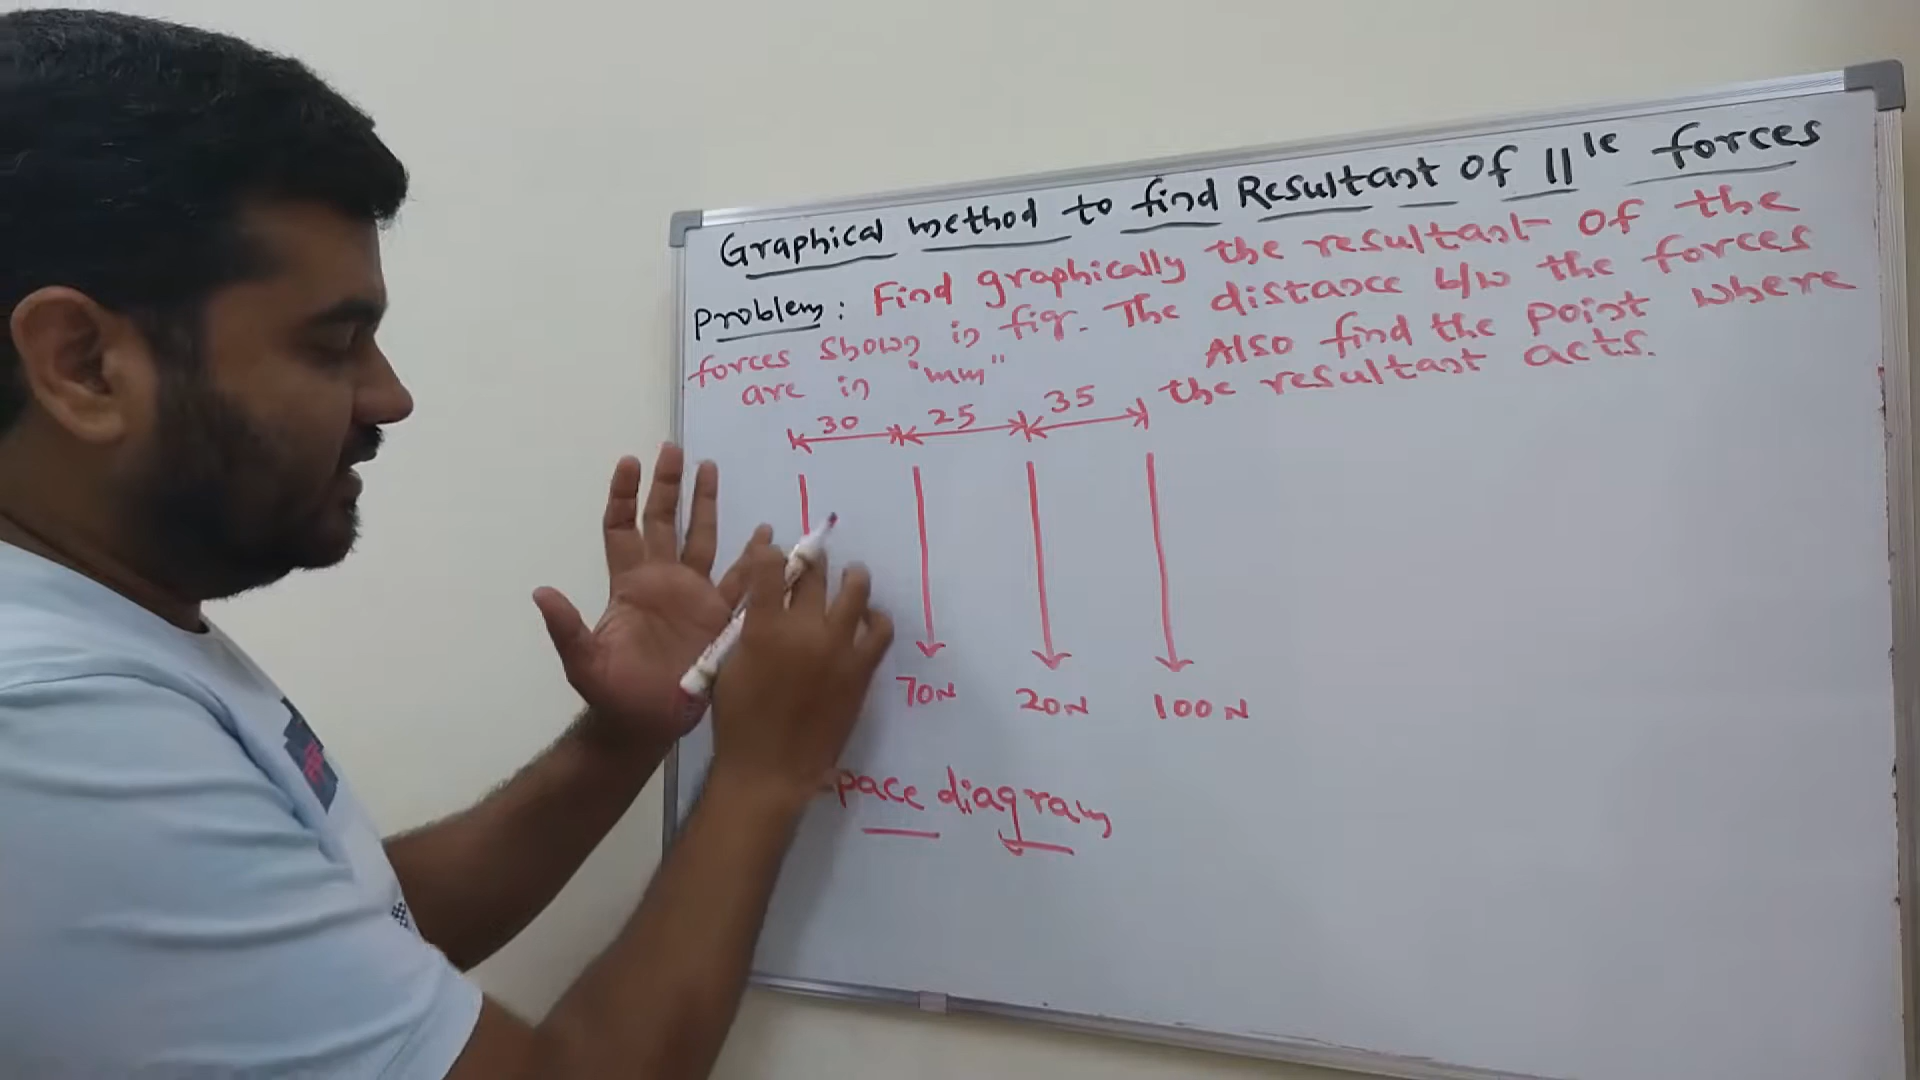 Graphical method to find Resultant of ||le forces
Problem: Find graphically the resultant of the
forces shown in fig. The distance b/w the forces
are in "mm" Also find the point where
the resultant acts.
30 25 35
70N 20N 100N
pace diagram